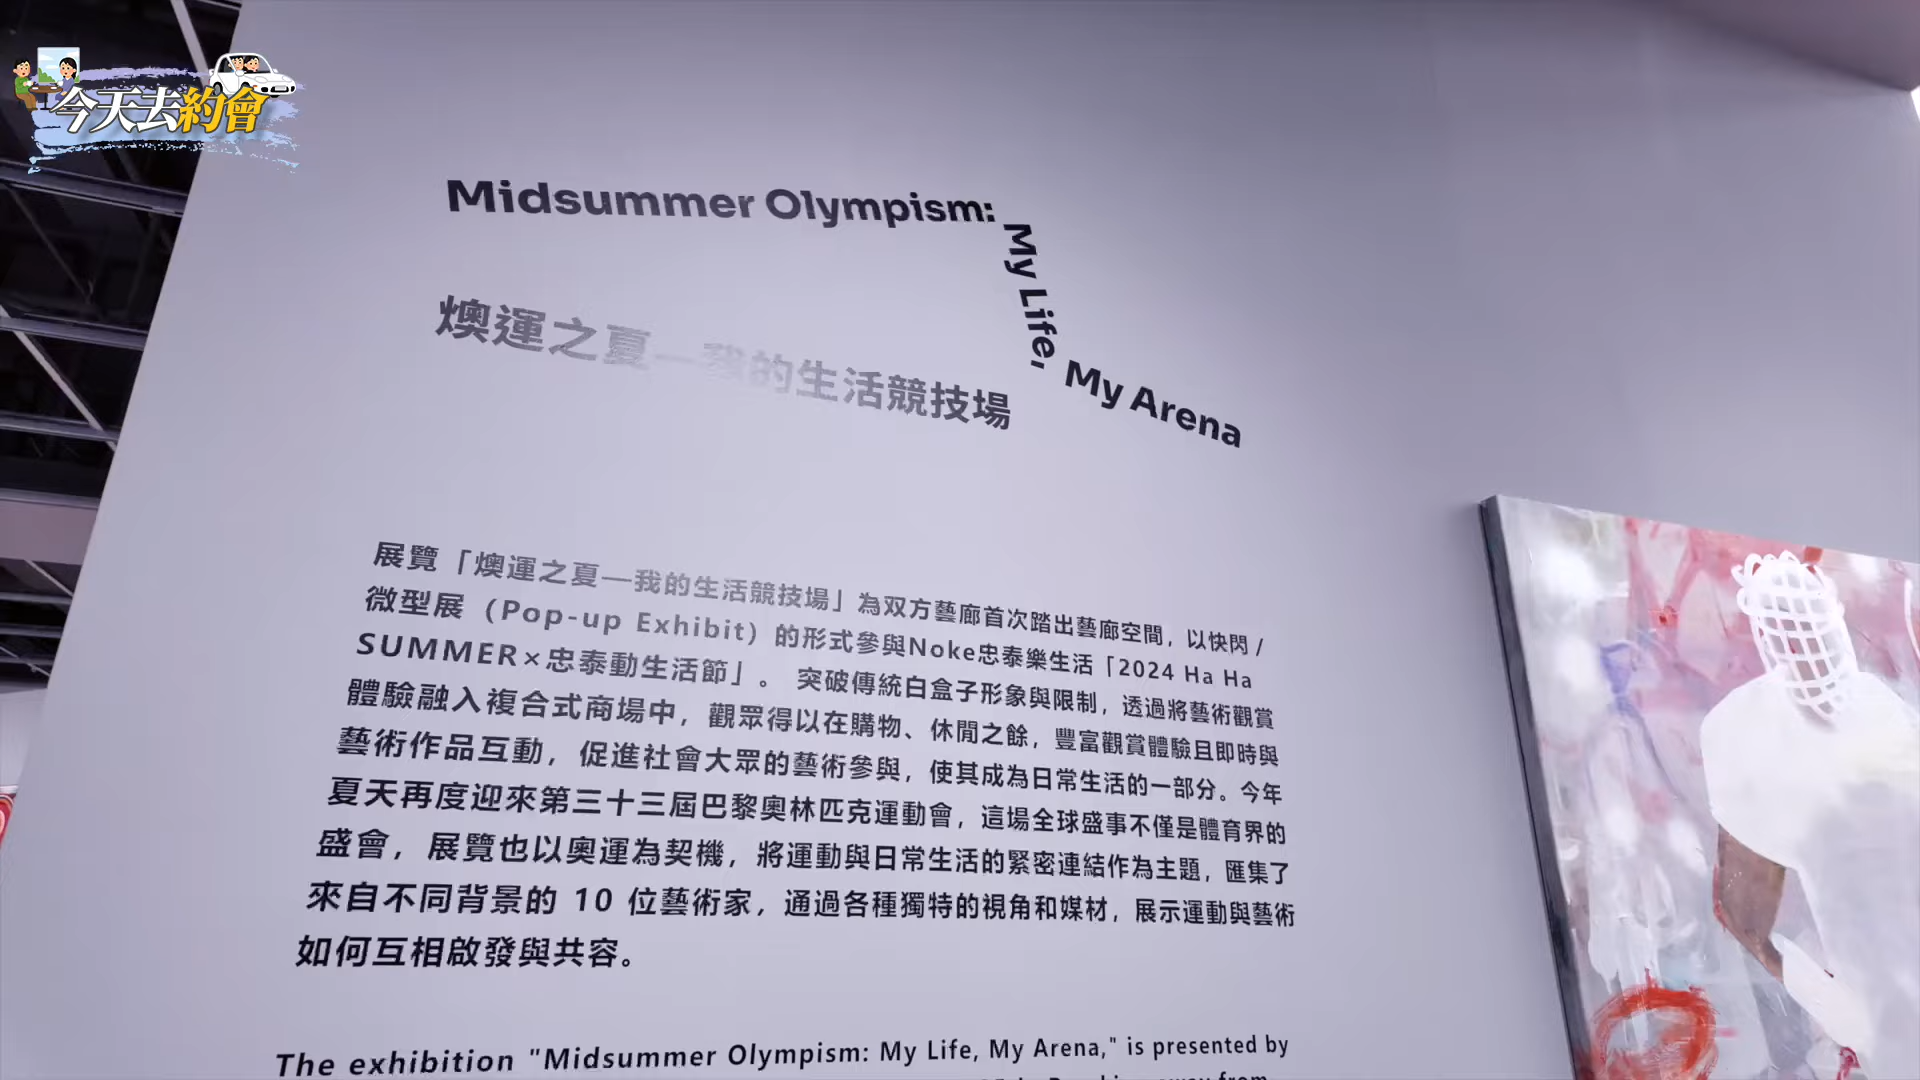 今天去約會
Midsummer Olympism:
My Life,
My Arena
燠運之夏—我的生活競技場
展覽「燠運之夏—我的生活競技場」為双方藝廊首次踏出藝廊空間，以快閃 /
微型展（Pop-up Exhibit）的形式參與Noke忠泰樂生活「2024 Ha Ha
SUMMER×忠泰動生活節」。 突破傳統白盒子形象與限制，透過將藝術觀賞
體驗融入複合式商場中，觀眾得以在購物、休閒之餘，豐富觀賞體驗且即時與
藝術作品互動，促進社會大眾的藝術參與，使其成為日常生活的一部分。今年
夏天再度迎來第三十三屆巴黎奧林匹克運動會，這場全球盛事不僅是體育界的
盛會，展覽也以奧運為契機，將運動與日常生活的緊密連結作為主題，匯集了
來自不同背景的 10 位藝術家，通過各種獨特的視角和媒材，展示運動與藝術
如何互相啟發與共容。
The exhibition "Midsummer Olympism: My Life, My Arena," is presented by